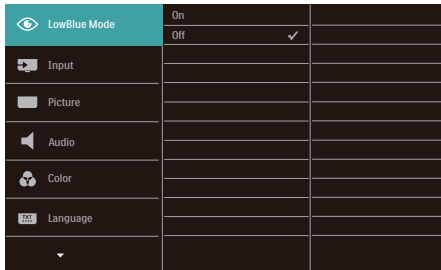 LowBlue Mode
On
Off
Input
Picture
Audio
Color
TXT
Language